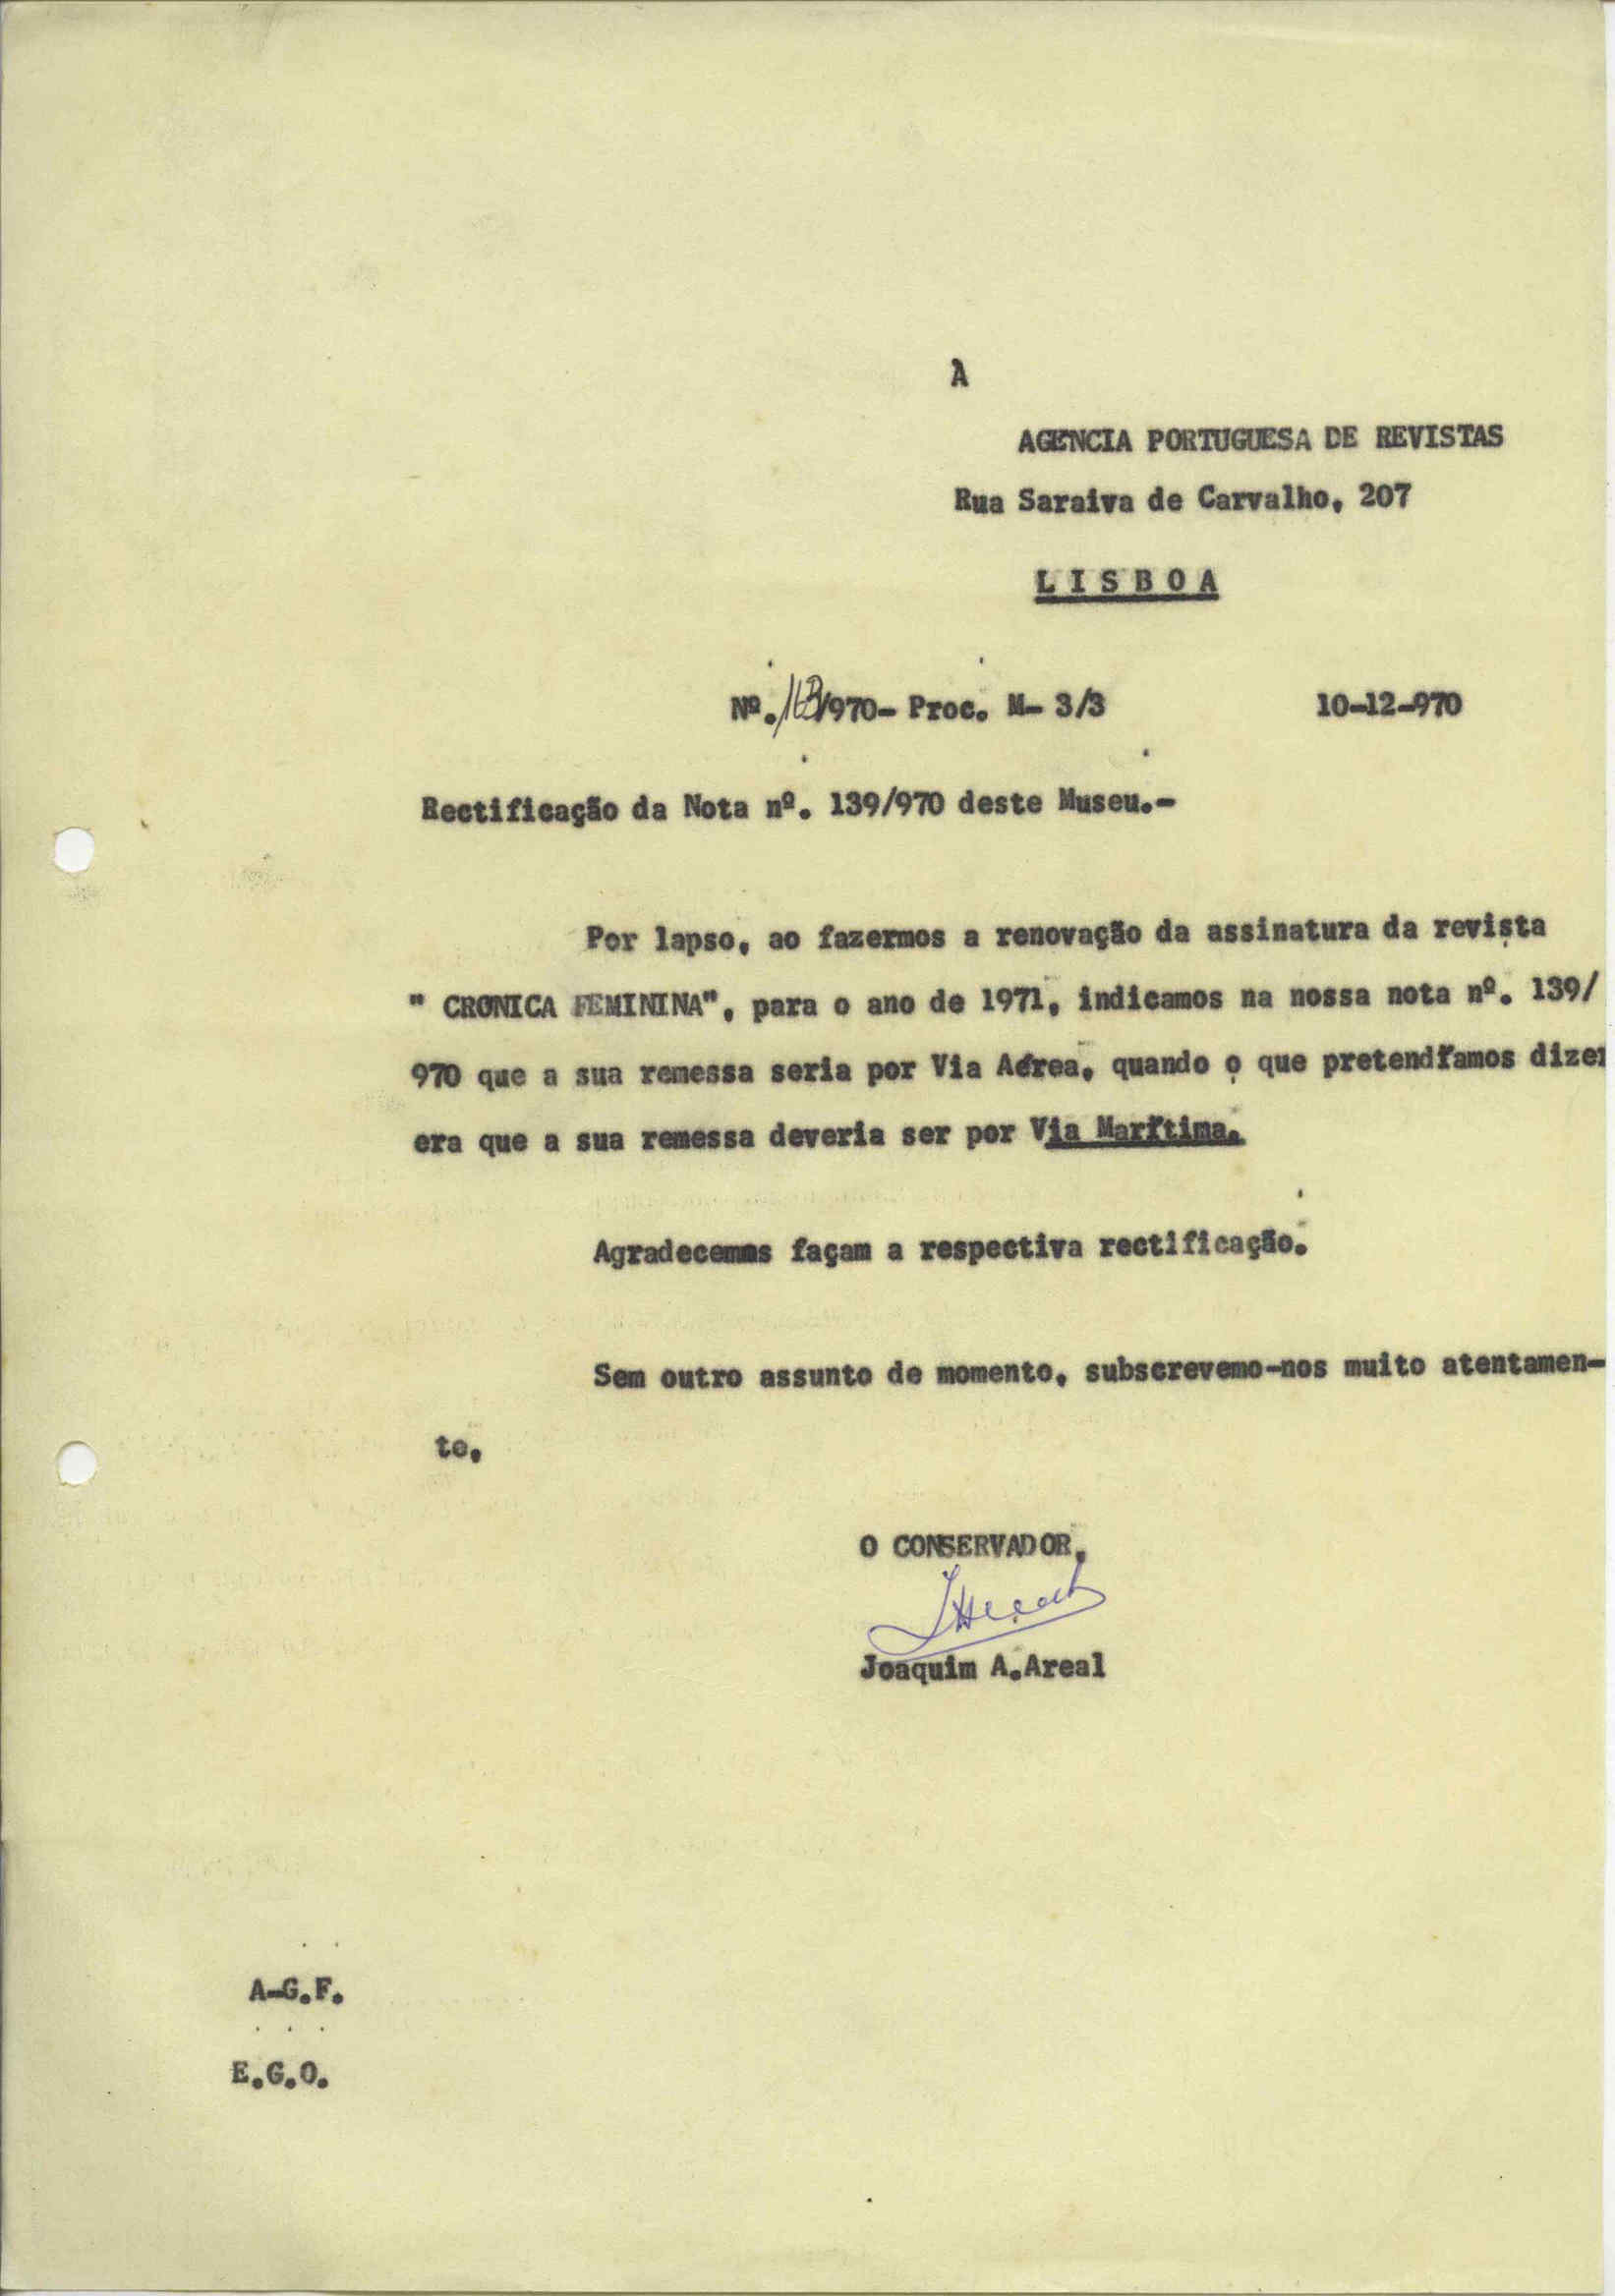 À
AGENCIA PORTUGUESA DE REVISTAS
Rua Saraiva de Carvalho, 207
L I S B O A
Nº. /970- Proc. M- 3/3 10-12-970
Rectificação da Nota nº. 139/970 deste Museu.-
Por lapso, ao fazermos a renovação da assinatura da revista
" CRONICA FEMININA", para o ano de 1971, indicamos na nossa nota nº. 139/
970 que a sua remessa seria por Via Aérea, quando o que pretendíamos dizer
era que a sua remessa deveria ser por Via Marítima.
Agradecemos façam a respectiva rectificação.
Sem outro assunto de momento, subscrevemo-nos muito atentamen-
te.
O CONSERVADOR,
Joaquim A.Areal
A-G.F.
E.G.O.